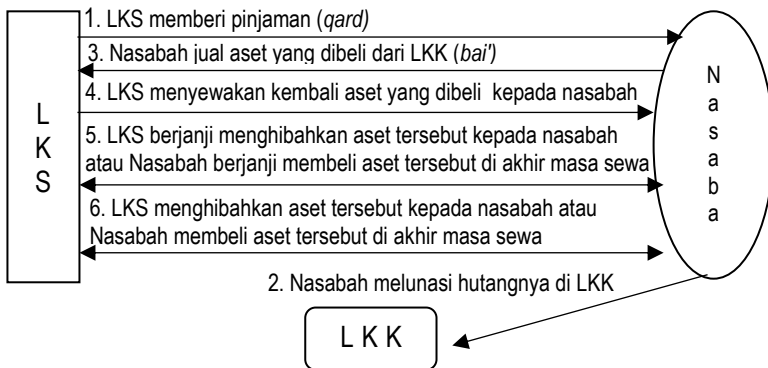 1. LKS memberi pinjaman (qard)
3. Nasabah jual aset yang dibeli dari LKK (bai')
4. LKS menyewakan kembali aset yang dibeli kepada nasabah
5. LKS berjanji menghibahkan aset tersebut kepada nasabah
atau Nasabah berjanji membeli aset tersebut di akhir masa sewa
6. LKS menghibahkan aset tersebut kepada nasabah atau
Nasabah membeli aset tersebut di akhir masa sewa
2. Nasabah melunasi hutangnya di LKK
L
K
S
N
a
s
a
b
a
L K K